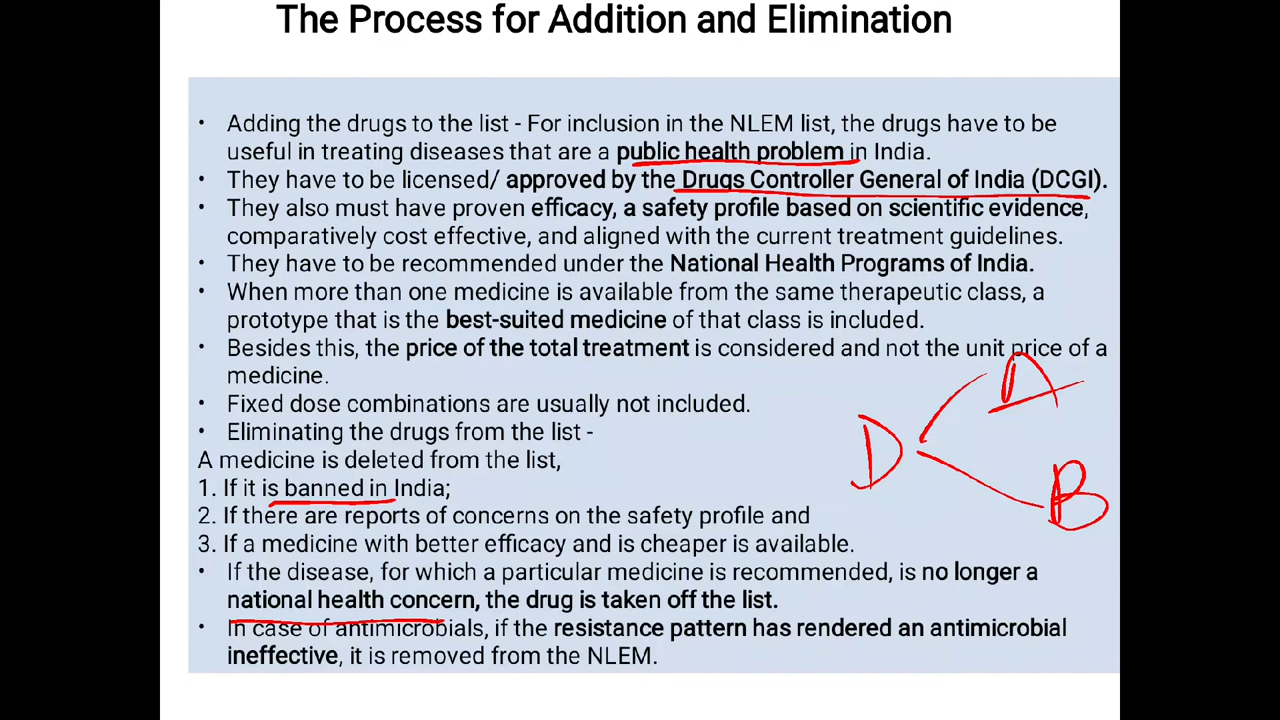 The Process for Addition and Elimination
• Adding the drugs to the list - For inclusion in the NLEM list, the drugs have to be
useful in treating diseases that are a public health problem in India.
• They have to be licensed/ approved by the Drugs Controller General of India (DCGI).
• They also must have proven efficacy, a safety profile based on scientific evidence,
comparatively cost effective, and aligned with the current treatment guidelines.
• They have to be recommended under the National Health Programs of India.
• When more than one medicine is available from the same therapeutic class, a
prototype that is the best-suited medicine of that class is included.
• Besides this, the price of the total treatment is considered and not the unit price of a
medicine.
• Fixed dose combinations are usually not included.
• Eliminating the drugs from the list -
A medicine is deleted from the list,
1. If it is banned in India;
2. If there are reports of concerns on the safety profile and
3. If a medicine with better efficacy and is cheaper is available.
• If the disease, for which a particular medicine is recommended, is no longer a
national health concern, the drug is taken off the list.
• In case of antimicrobials, if the resistance pattern has rendered an antimicrobial
ineffective, it is removed from the NLEM.
A
D
B